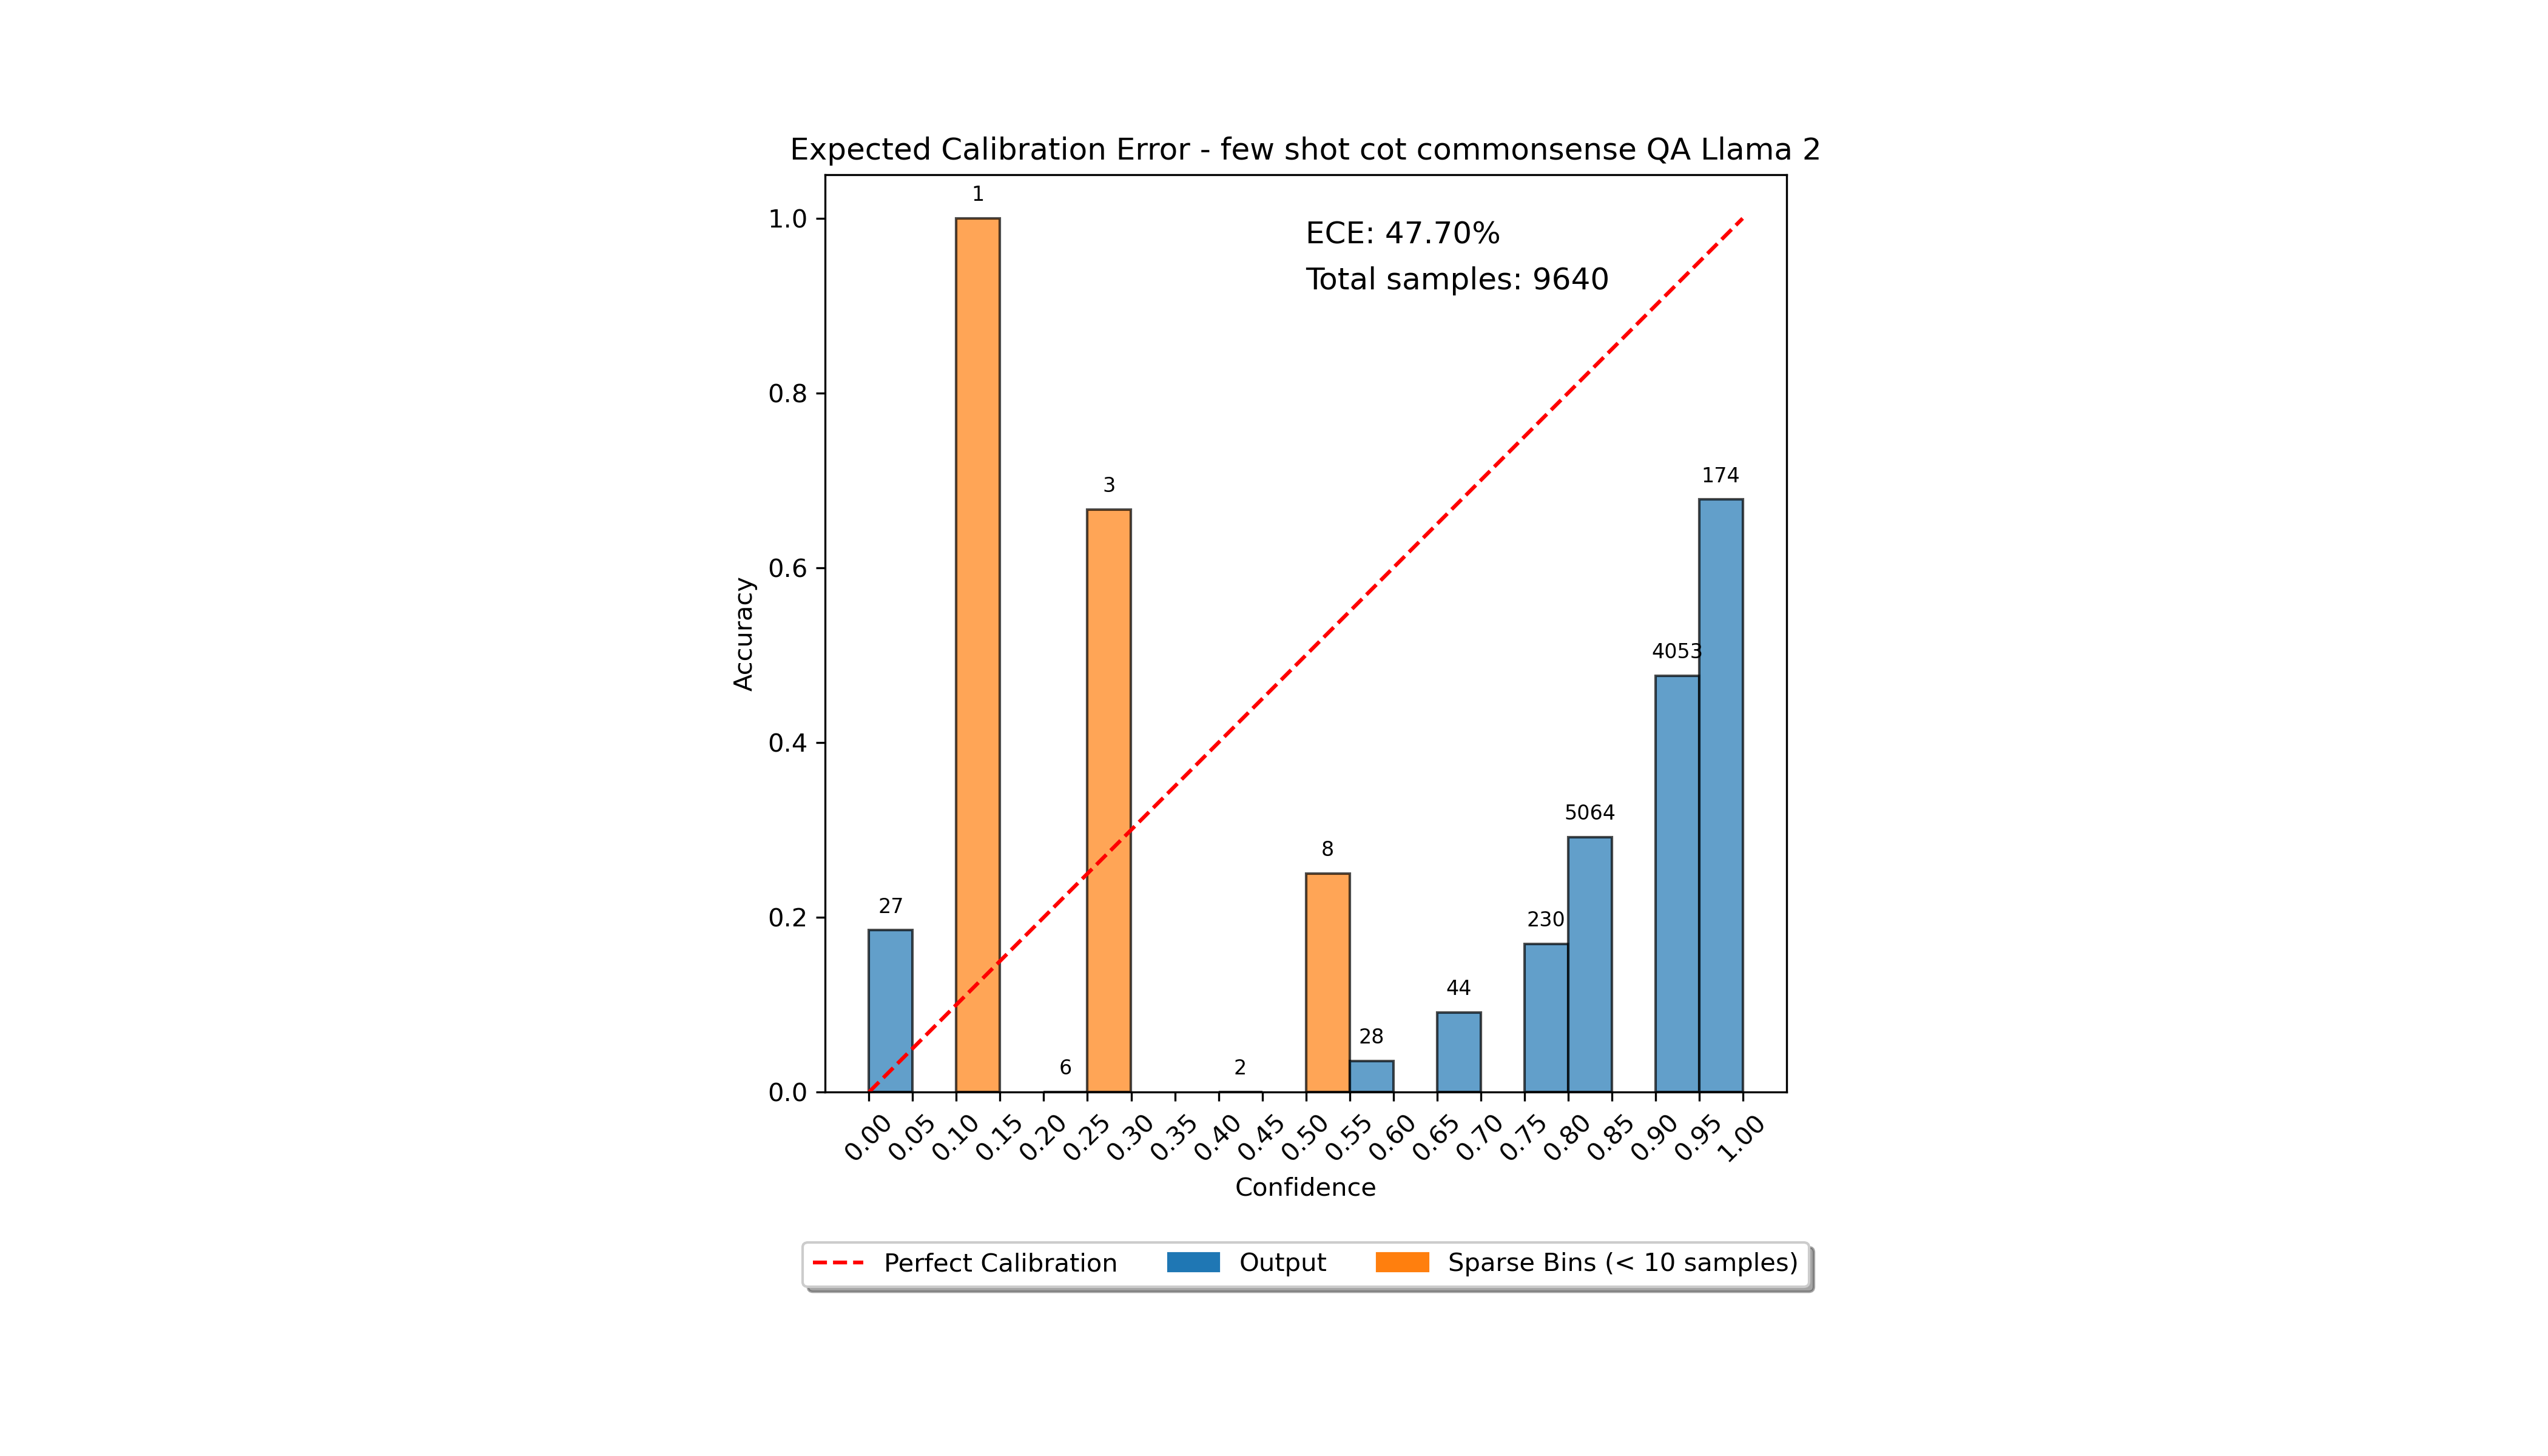 Expected Calibration Error - few shot cot commonsense QA Llama 2
ECE: 47.70%
Total samples: 9640
Accuracy
1.0
0.8
0.6
0.4
0.2
0.0
27
1
6
3
2
8
28
44
230
5064
4053
174
0.00 0.05 0.10 0.15 0.20 0.25 0.30 0.35 0.40 0.45 0.50 0.55 0.60 0.65 0.70 0.75 0.80 0.85 0.90 0.95 1.00
Confidence
Perfect Calibration Output Sparse Bins (< 10 samples)